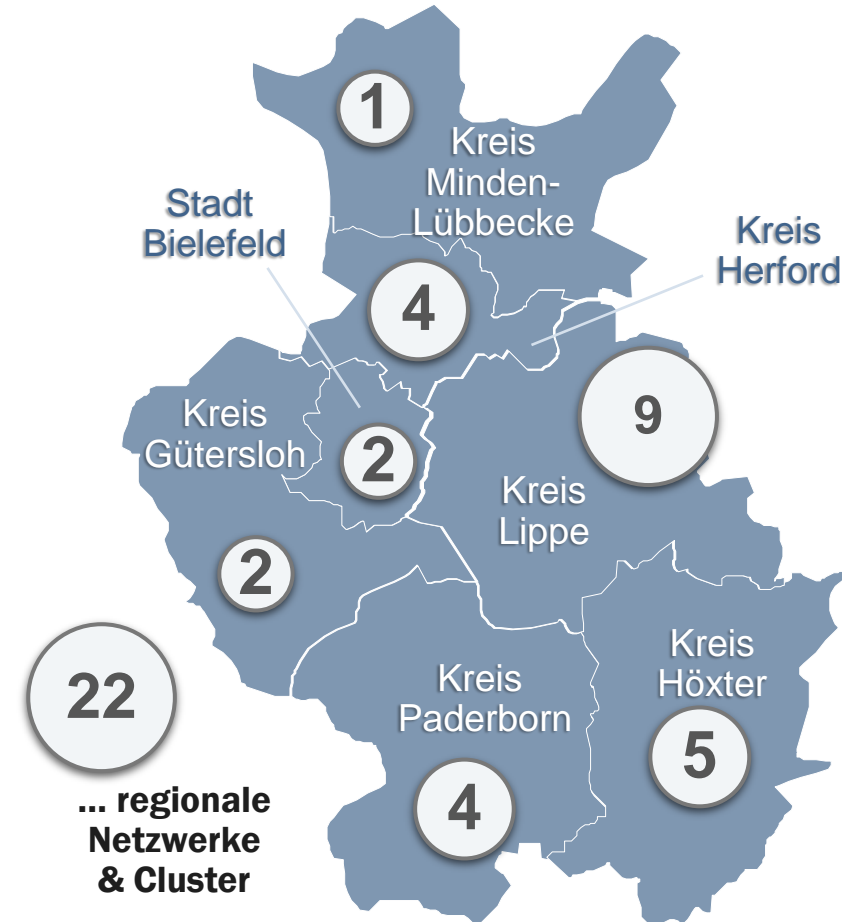 1
Kreis
Minden-
Lübbecke
Stadt
Bielefeld
Kreis
Herford
4
9
Kreis
Gütersloh
2
Kreis
Lippe
2
22
... regionale
Netzwerke
& Cluster
Kreis
Paderborn
4
Kreis
Höxter
5